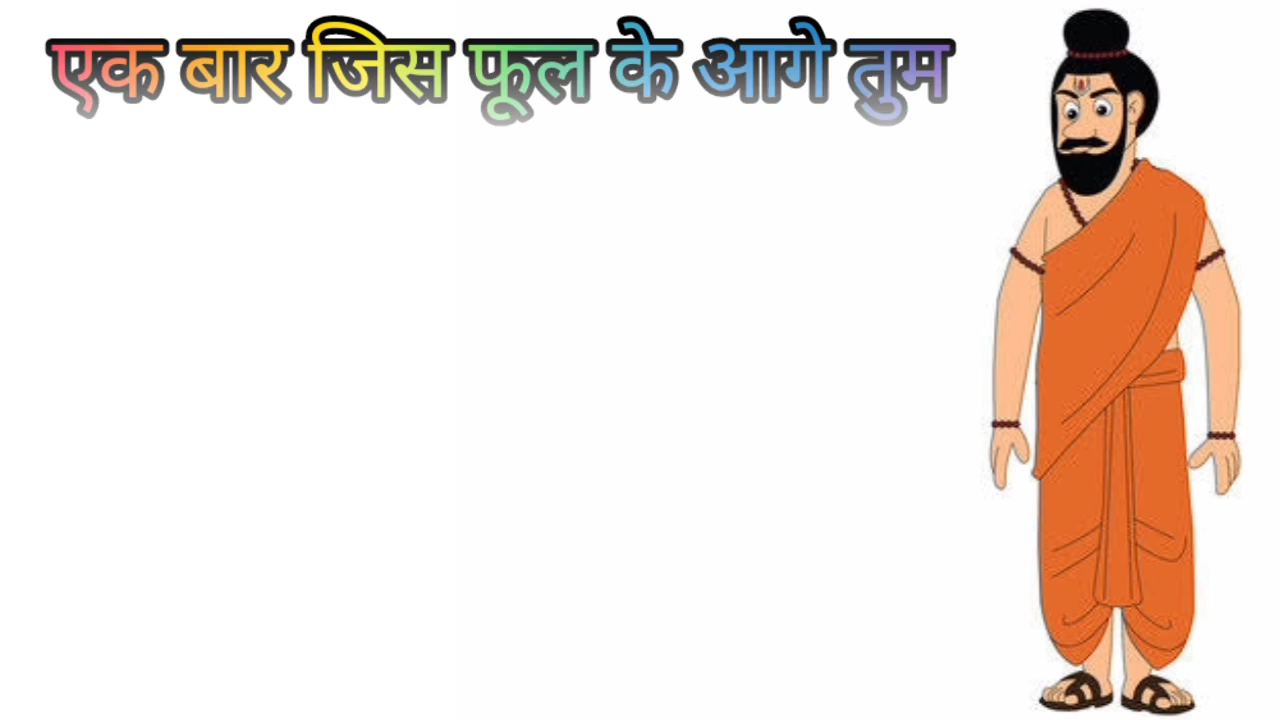 एक बार जिस फूल के आगे तुम